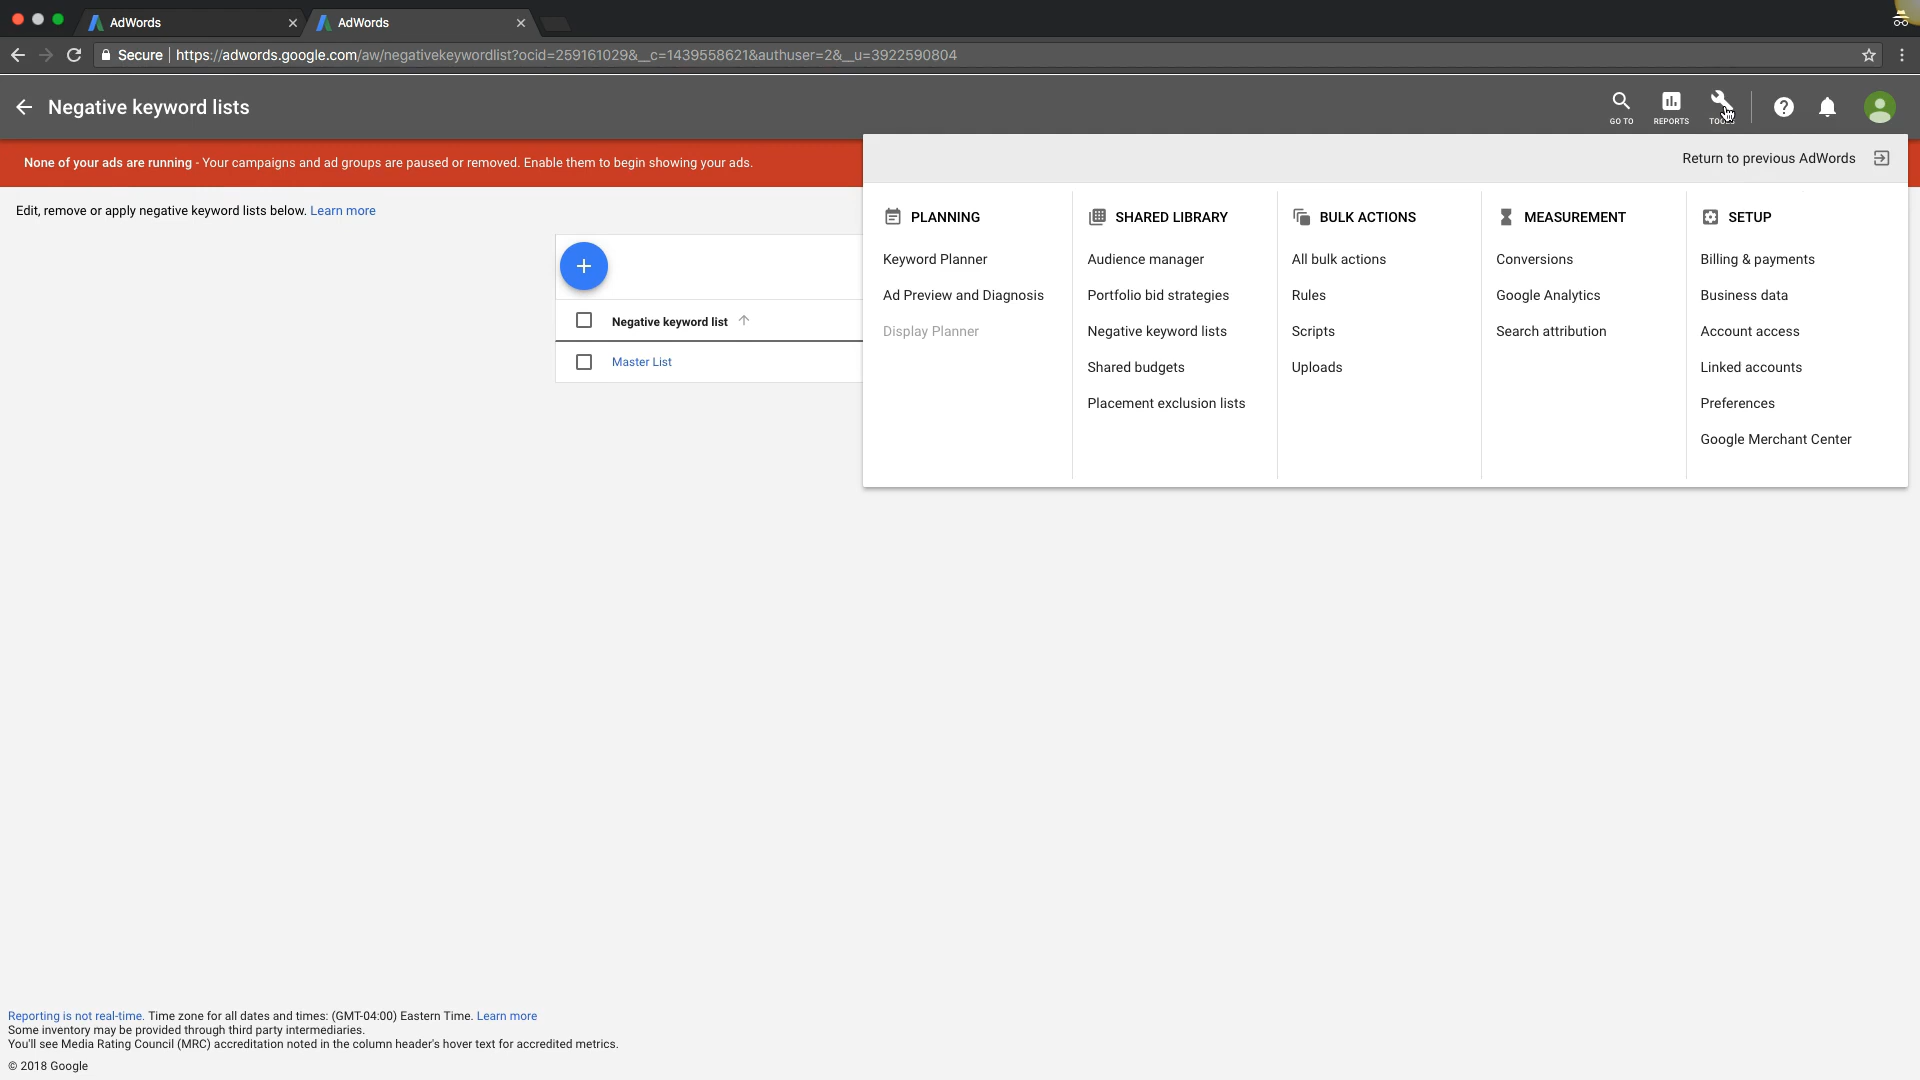 AdWords
AdWords
Secure
https://adwords.google.com/aw/negativekeywordlist?ocid=259161029&__c=1439558621&authuser=2&__u=3922590804
Negative keyword lists
GO TO
REPORTS
None of your ads are running - Your campaigns and ad groups are paused or removed. Enable them to begin showing your ads.
Return to previous AdWords
Edit, remove or apply negative keyword lists below. Learn more
Negative keyword list
Master List
PLANNING
Keyword Planner
Ad Preview and Diagnosis
Display Planner
SHARED LIBRARY
Audience manager
Portfolio bid strategies
Negative keyword lists
Shared budgets
Placement exclusion lists
BULK ACTIONS
All bulk actions
Rules
Scripts
Uploads
MEASUREMENT
Conversions
Google Analytics
Search attribution
SETUP
Billing & payments
Business data
Account access
Linked accounts
Preferences
Google Merchant Center
Reporting is not real-time. Time zone for all dates and times: (GMT-04:00) Eastern Time. Learn more
Some inventory may be provided through third party intermediaries.
You'll see Media Rating Council (MRC) accreditation noted in the column header's hover text for accredited metrics.
© 2018 Google